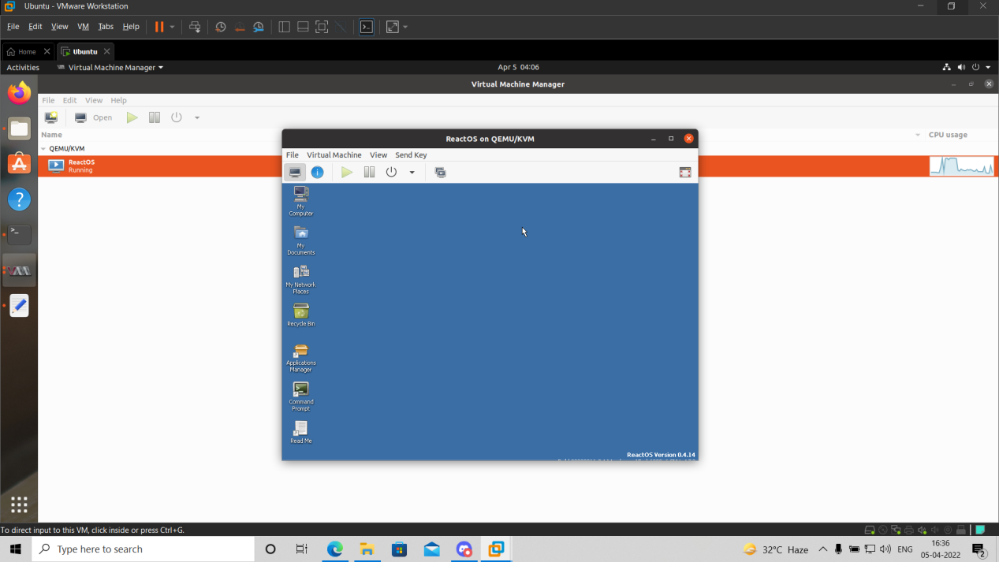 Ubuntu - VMware Workstation
File Edit View VM Tabs Help
Home Ubuntu
Activities Virtual Machine Manager Apr 5 04:06
Virtual Machine Manager
File Edit View Help
Open
Name CPU usage
QEMU/KVM
ReactOS
Running
ReactOS on QEMU/KVM
File Virtual Machine View Send Key
My
Computer
My
Documents
My Network
Places
Recycle Bin
Applications
Manager
Command
Prompt
Read Me
ReactOS Version 0.4.14
To direct input to this VM, click inside or press Ctrl+G.
Type here to search
32°C Haze
ENG
16:36
05-04-2022
2